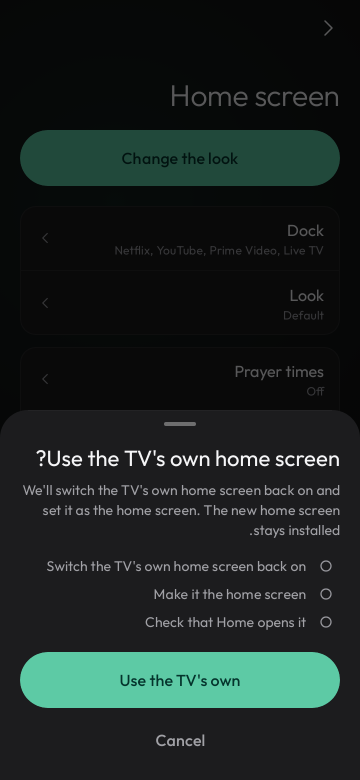 Home screen
Change the look
Dock
Netflix, YouTube, Prime Video, Live TV
Look
Default
Prayer times
Off
Use the TV's own home screen?
We'll switch the TV's own home screen back on and
set it as the home screen. The new home screen
stays installed.
Switch the TV's own home screen back on
Make it the home screen
Check that Home opens it
Use the TV's own
Cancel